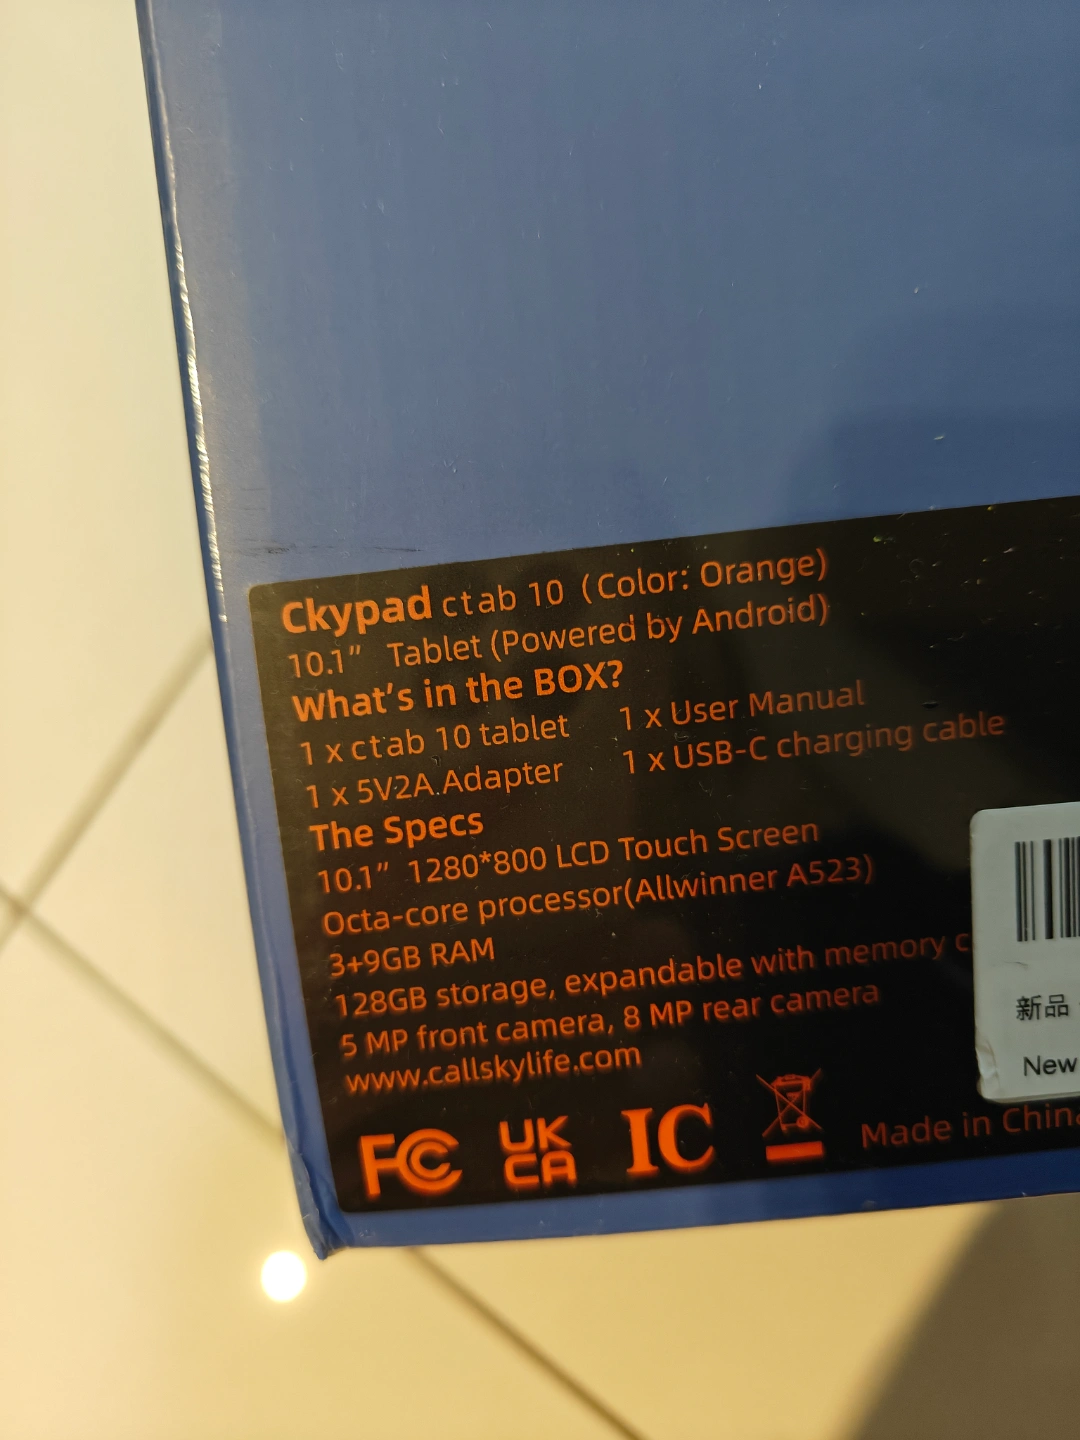 Ckypad ctab 10 (Color: Orange)
10.1" Tablet (Powered by Android)
What's in the BOX?
1 x ctab 10 tablet 1 x User Manual
1 x 5V2A Adapter 1 x USB-C charging cable
The Specs
10.1" 1280*800 LCD Touch Screen
Octa-core processor(Allwinner A523)
3+9GB RAM
128GB storage, expandable with memory
5 MP front camera, 8 MP rear camera
www.callskylife.com
FC UK CA IC Made in China
新品
New